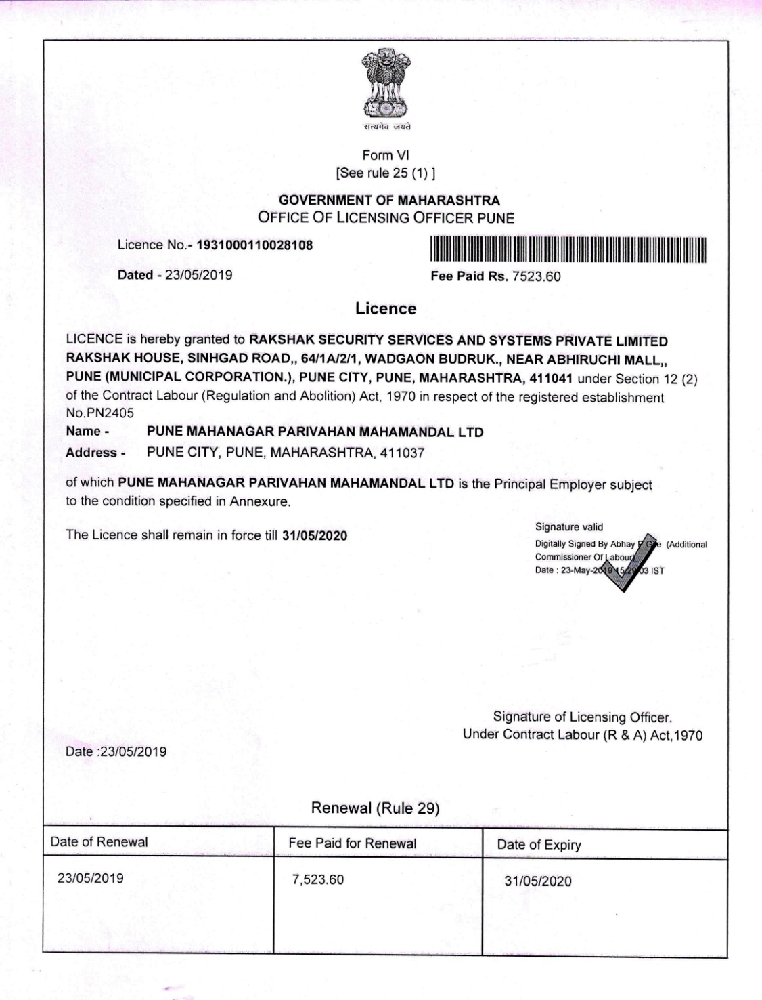 सत्यमेव जयते
Form VI
[See rule 25 (1) ]
GOVERNMENT OF MAHARASHTRA
OFFICE OF LICENSING OFFICER PUNE
Licence No.- 1931000110028108
Dated - 23/05/2019
Fee Paid Rs. 7523.60
Licence
LICENCE is hereby granted to RAKSHAK SECURITY SERVICES AND SYSTEMS PRIVATE LIMITED
RAKSHAK HOUSE, SINHGAD ROAD,, 64/1A/2/1, WADGAON BUDRUK., NEAR ABHIRUCHI MALL,,
PUNE (MUNICIPAL CORPORATION.), PUNE CITY, PUNE, MAHARASHTRA, 411041 under Section 12 (2)
of the Contract Labour (Regulation and Abolition) Act, 1970 in respect of the registered establishment
No.PN2405
Name - PUNE MAHANAGAR PARIVAHAN MAHAMANDAL LTD
Address - PUNE CITY, PUNE, MAHARASHTRA, 411037
of which PUNE MAHANAGAR PARIVAHAN MAHAMANDAL LTD is the Principal Employer subject
to the condition specified in Annexure.
The Licence shall remain in force till 31/05/2020
Signature valid
Digitally Signed By Abhay (Additional
Commissioner Of Labour)
Date : 23-May-2019 15:29:03 IST
Signature of Licensing Officer.
Under Contract Labour (R & A) Act,1970
Date :23/05/2019
Renewal (Rule 29)
Date of Renewal Fee Paid for Renewal Date of Expiry
23/05/2019 7,523.60 31/05/2020